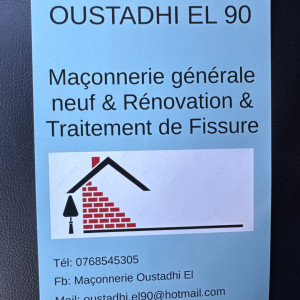 OUSTADHI EL 90
Maçonnerie générale
neuf & Rénovation &
Traitement de Fissure
Tél: 0768545305
Fb: Maçonnerie Oustadhi El
Mail: oustadhi.el90@hotmail.com